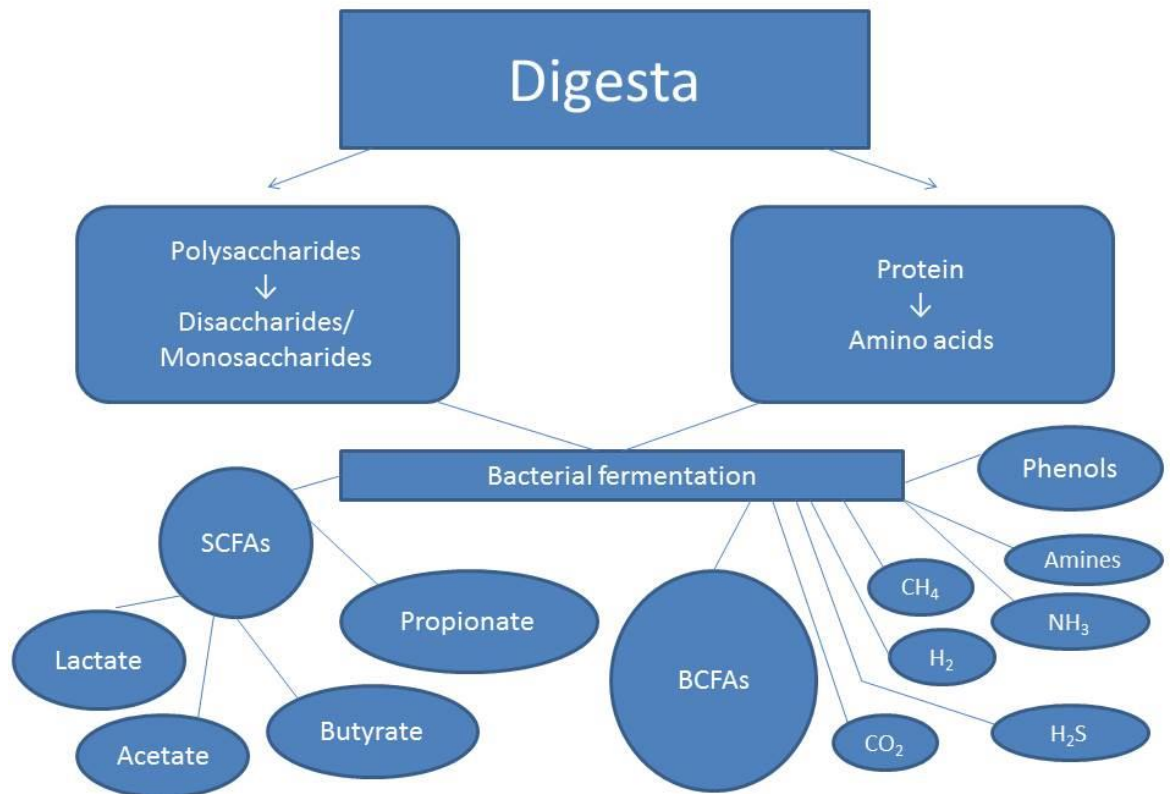 Digesta
Polysaccharides
↓
Disaccharides/
Monosaccharides
Protein
↓
Amino acids
Bacterial fermentation
Phenols
SCFAs
Amines
CH₄
Propionate
NH₃
Lactate
H₂
BCFAs
Butyrate
H₂S
Acetate
CO₂